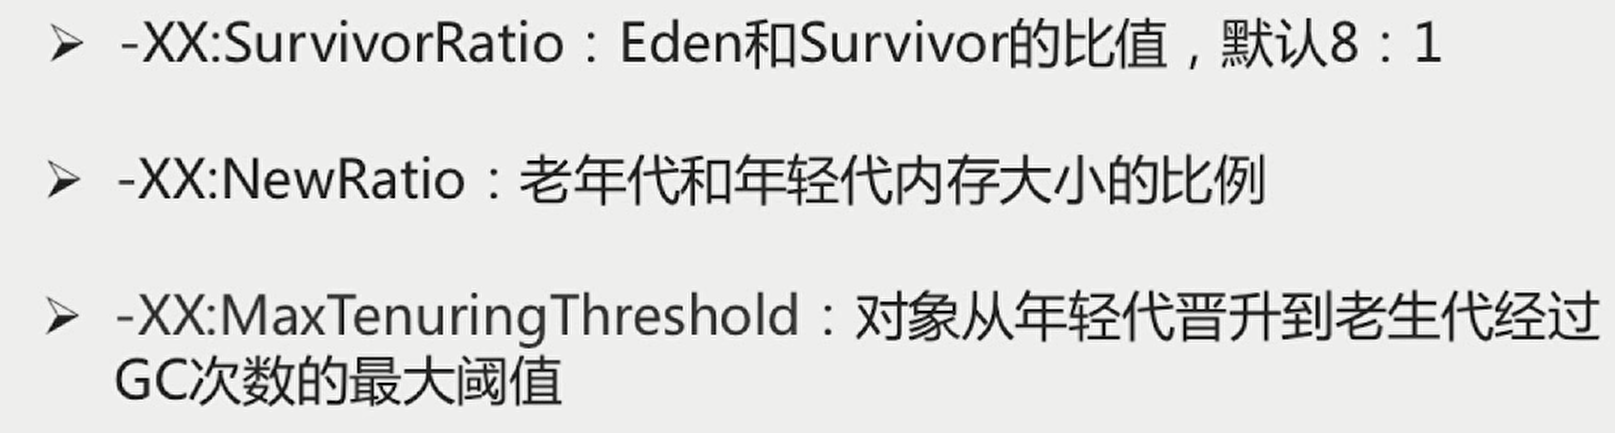 ➢ -XX:SurvivorRatio：Eden和Survivor的比值，默认8：1
➢ -XX:NewRatio：老年代和年轻代内存大小的比例
➢ -XX:MaxTenuringThreshold：对象从年轻代晋升到老生代经过
GC次数的最大阈值